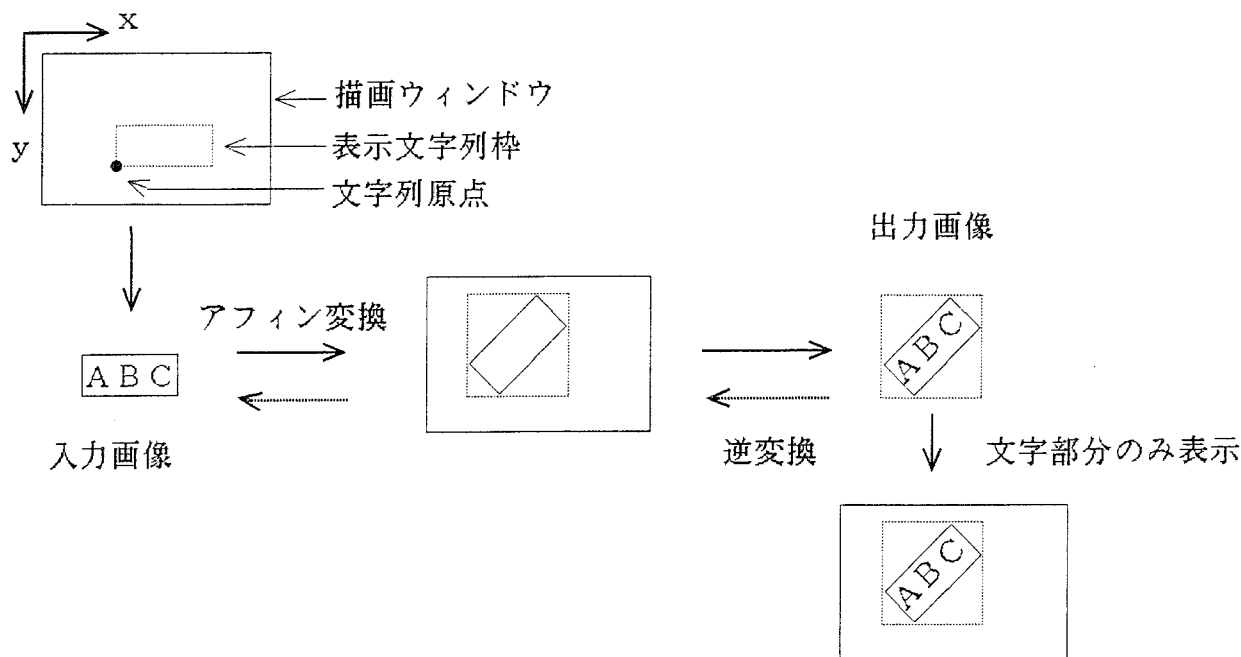 x
描画ウィンドウ
y
表示文字列枠
文字列原点
出力画像
アフィン変換
ABC
ABC
入力画像
逆変換
文字部分のみ表示
ABC